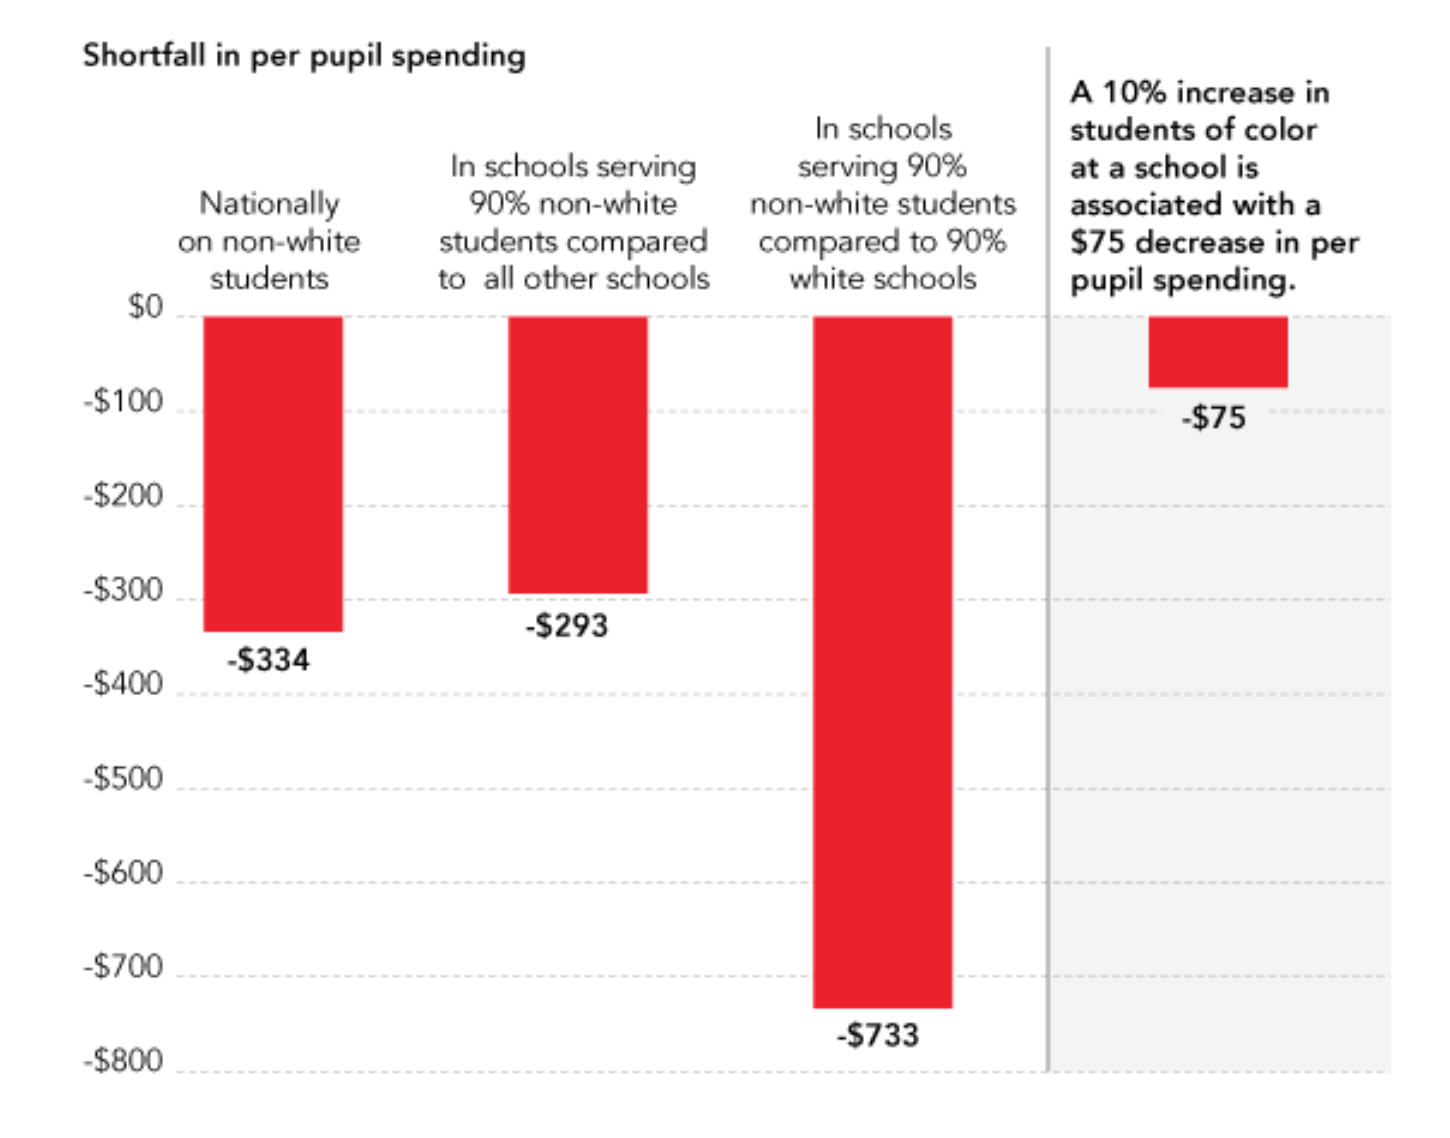 Shortfall in per pupil spending
Nationally
on non-white
students
In schools serving
90% non-white
students compared
to all other schools
In schools
serving 90%
non-white students
compared to 90%
white schools
A 10% increase in
students of color
at a school is
associated with a
$75 decrease in per
pupil spending.
$0
-$100
-$200
-$300
-$400
-$500
-$600
-$700
-$800
-$334
-$293
-$733
-$75